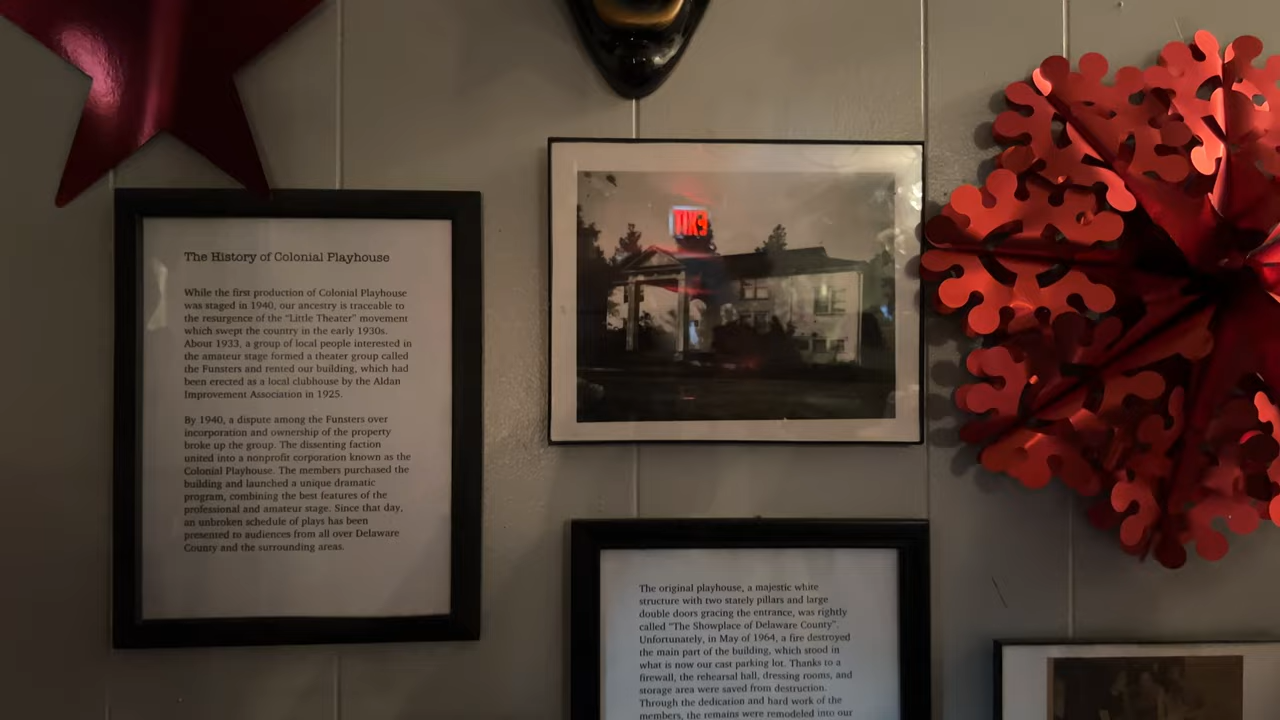 The History of Colonial Playhouse
While the first production of Colonial Playhouse
was staged in 1940, our ancestry is traceable to
the resurgence of the "Little Theater" movement
which swept the country in the early 1930s.
About 1933, a group of local people interested in
the amateur stage formed a theater group called
the Funsters and rented our building, which had
been erected as a local clubhouse by the Aldan
Improvement Association in 1925.
By 1940, a dispute among the Funsters over
incorporation and ownership of the property
broke up the group. The dissenting faction
united into a nonprofit corporation known as the
Colonial Playhouse. The members purchased the
building and launched a unique dramatic
program, combining the best features of the
professional and amateur stage. Since that day,
an unbroken schedule of plays has been
presented to audiences from all over Delaware
County and the surrounding areas.
The original playhouse, a majestic white
structure with two stately pillars and large
double doors gracing the entrance, was rightly
called "The Showplace of Delaware County".
Unfortunately, in May of 1964, a fire destroyed
the main part of the building, which stood in
what is now our cast parking lot. Thanks to a
firewall, the rehearsal hall, dressing rooms, and
storage area were saved from destruction.
Through the dedication and hard work of the
members, the remains were remodeled into our